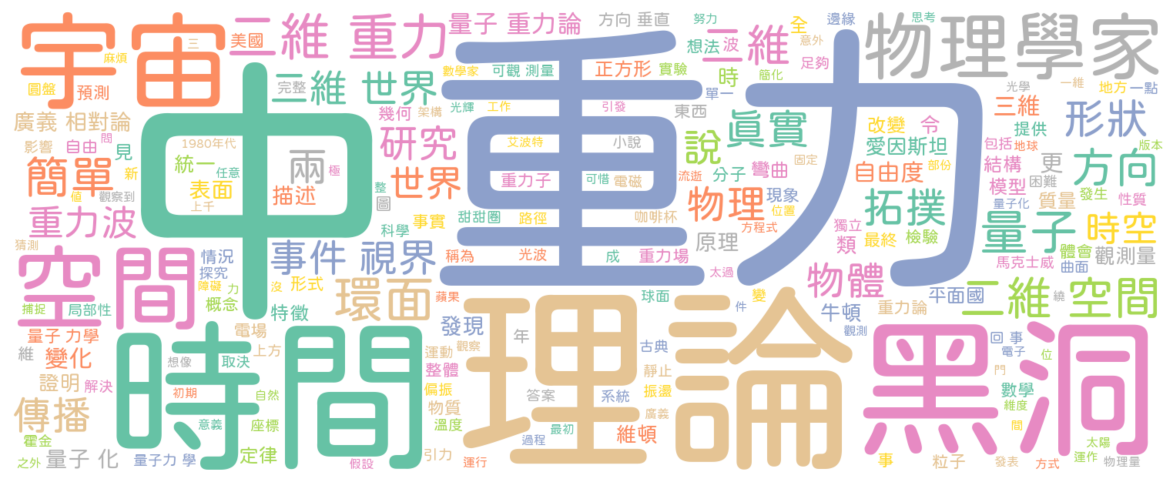 宇宙
美國
麻煩
三
二維 重力
量子 重力論
方向 垂直
努力
邊緣
思考
物理學家
圓盤
預測
二維 世界
完整
數學家
可觀 測量
正方形
實驗
想法
波
二維
全
意外
足夠
時
簡化
單一
光學
一維
地方
一點
廣義 相對論
影響
自由
問
1980年代
幾何
架構
光輝
工作
引發
東西
眞實
改變
令
三維
提供
形狀
版本
中
重力
研究
艾波特
小說
說
愛因斯坦
包括
地球
簡單
見
新
統一
任意
兩
極
世界
重力子
可惜
電磁
流逝
分子
彎曲
固定
自由度
部份
結構
更
方向
值
觀察到
表面
上千
描述
整
圖
甜甜圈
路徑
咖啡杯
物理
現象
位置
模型
困難
發生
性質
重力波
事實
科學
方程式
拓撲
量子化
質量
猜測
事件 視界
稱為
光波
成
重力場
原理
太過
獨立
類
最終
檢驗
量子
體會
時空
空間
情況
探究
障礙
力
沒
馬克士威
曲面
觀測量
捕捉
局部性
概念
形式
環面
蘋果
球面
件
變
物體
平面國
繞
二維 空間
特徵
發現
年
牛頓
重力論
量子 力學
電場
觀察
古典
觀測
回 事
電子
位
維
變化
想像
取決
上方
運動
整體
靜止
門
證明
解決
時間
初期
自然
偏振
答案
系統
振盪
廣義
理論
黑洞
數學
維度
傳播
意義
座標
物質
溫度
最初
過程
維頓
間
霍金
太陽
之外
量子 化
量子力 學
定律
假設
引力
運行
事
粒子
發表
方式
運作
物理量